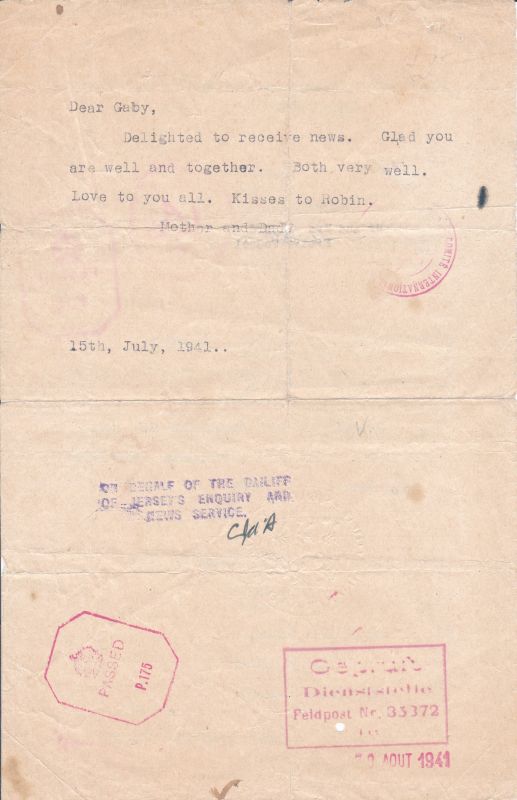 Dear Gaby,
Delighted to receive news. Glad you
are well and together. Both very well.
Love to you all. Kisses to Robin.
Mother and Dad.
COMITÉ INTERNATION
15th, July, 1941..
V.
ON BEHALF OF THE BAILIFF
OF JERSEY'S ENQUIRY AND
NEWS SERVICE.
PASSED
P.175
Geprüft
Dienststelle
Feldpost Nr. 33372
AOUT 1941